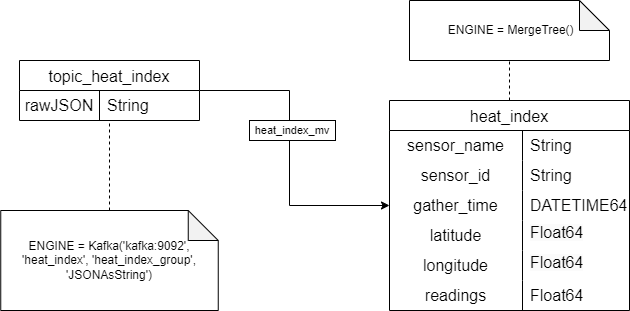 ENGINE = MergeTree()
topic_heat_index
rawJSON String
heat_index_mv
heat_index
sensor_name String
sensor_id String
gather_time DATETIME64
latitude Float64
longitude Float64
readings Float64
ENGINE = Kafka('kafka:9092',
'heat_index', 'heat_index_group',
'JSONAsString')